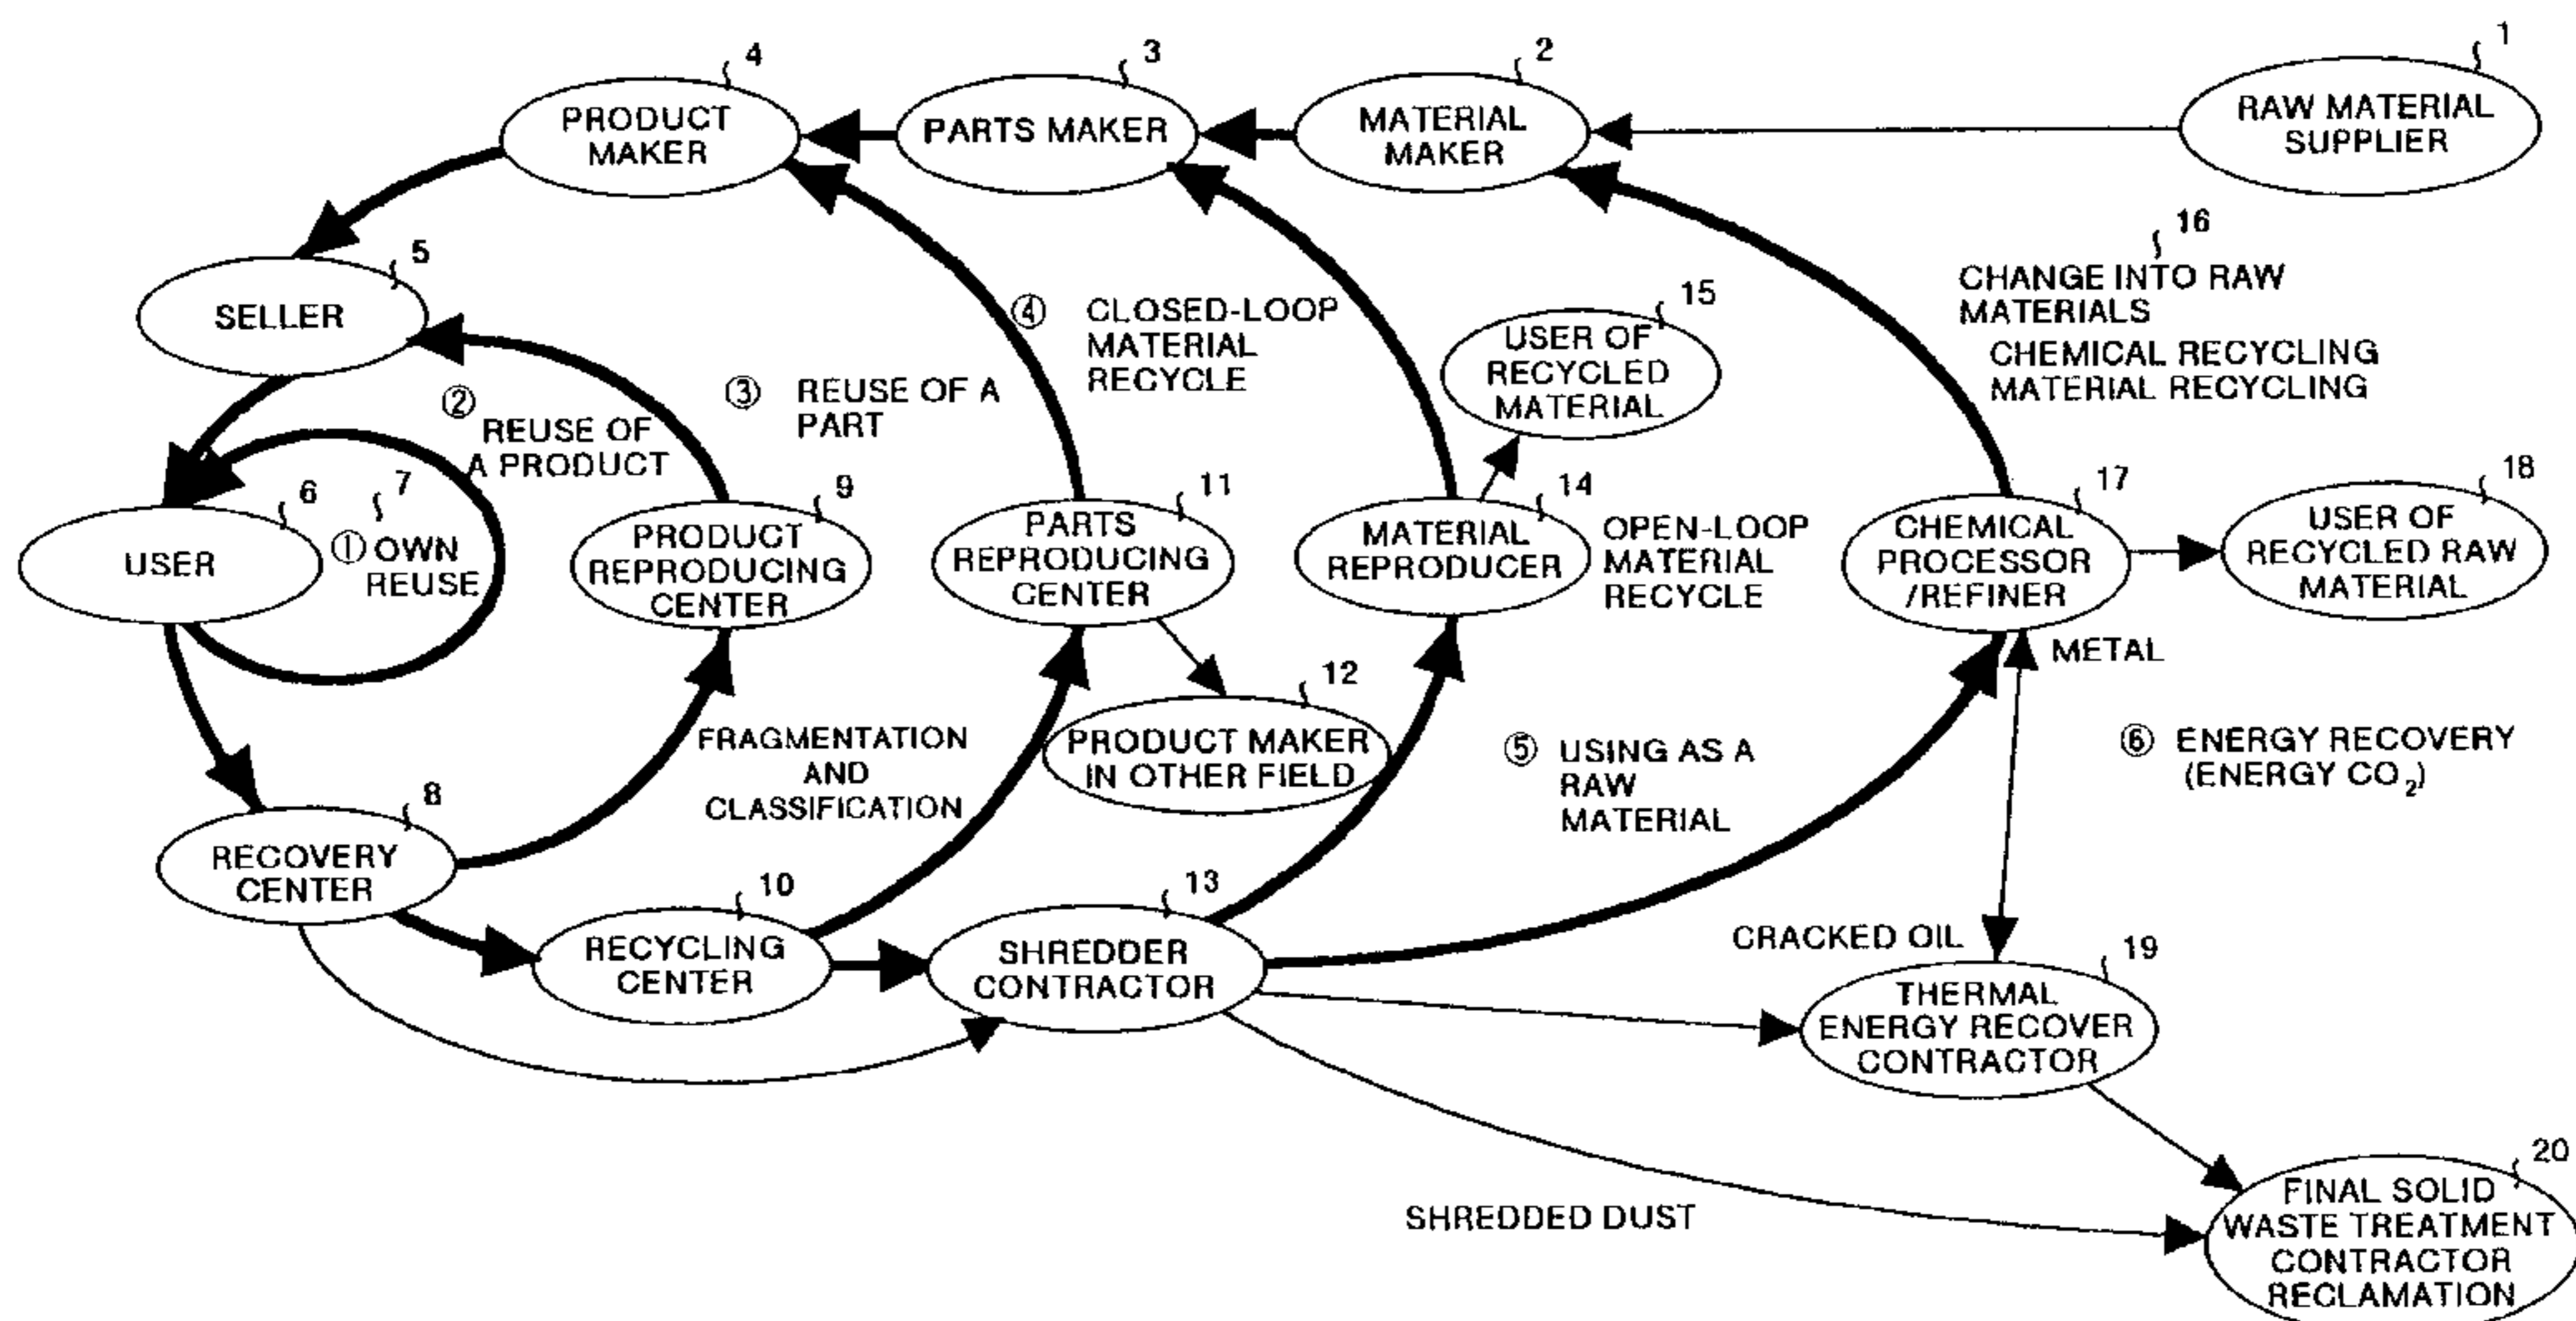 1
RAW MATERIAL
SUPPLIER
2
MATERIAL
MAKER
3
PARTS MAKER
4
PRODUCT
MAKER
5
SELLER
6
USER
7
① OWN
REUSE
②
REUSE OF
A PRODUCT
③ REUSE OF A
PART
④ CLOSED-LOOP
MATERIAL
RECYCLE
15
USER OF
RECYCLED
MATERIAL
16
CHANGE INTO RAW
MATERIALS
CHEMICAL RECYCLING
MATERIAL RECYCLING
9
PRODUCT
REPRODUCING
CENTER
11
PARTS
REPRODUCING
CENTER
14
MATERIAL
REPRODUCER
OPEN-LOOP
MATERIAL
RECYCLE
17
CHEMICAL
PROCESSOR
/REFINER
18
USER OF
RECYCLED RAW
MATERIAL
METAL
12
PRODUCT MAKER
IN OTHER FIELD
FRAGMENTATION
AND
CLASSIFICATION
⑤ USING AS A
RAW
MATERIAL
⑥ ENERGY RECOVERY
(ENERGY CO₂)
8
RECOVERY
CENTER
10
RECYCLING
CENTER
13
SHREDDER
CONTRACTOR
CRACKED OIL
19
THERMAL
ENERGY RECOVER
CONTRACTOR
SHREDDED DUST
20
FINAL SOLID
WASTE TREATMENT
CONTRACTOR
RECLAMATION